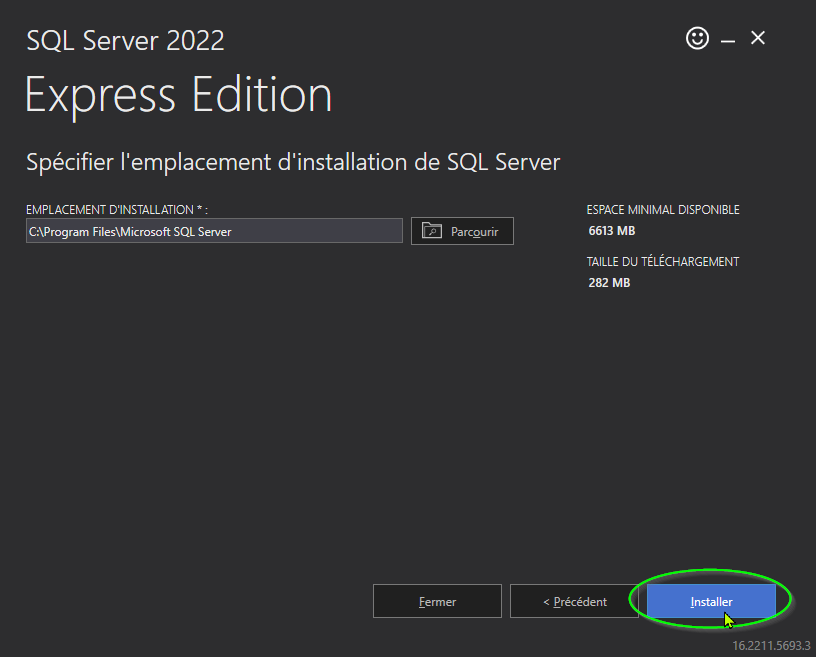 SQL Server 2022
Express Edition
Spécifier l'emplacement d'installation de SQL Server
EMPLACEMENT D'INSTALLATION * :
C:\Program Files\Microsoft SQL Server
Parcourir
ESPACE MINIMAL DISPONIBLE
6613 MB
TAILLE DU TÉLÉCHARGEMENT
282 MB
Fermer
< Précédent
Installer
16.2211.5693.3